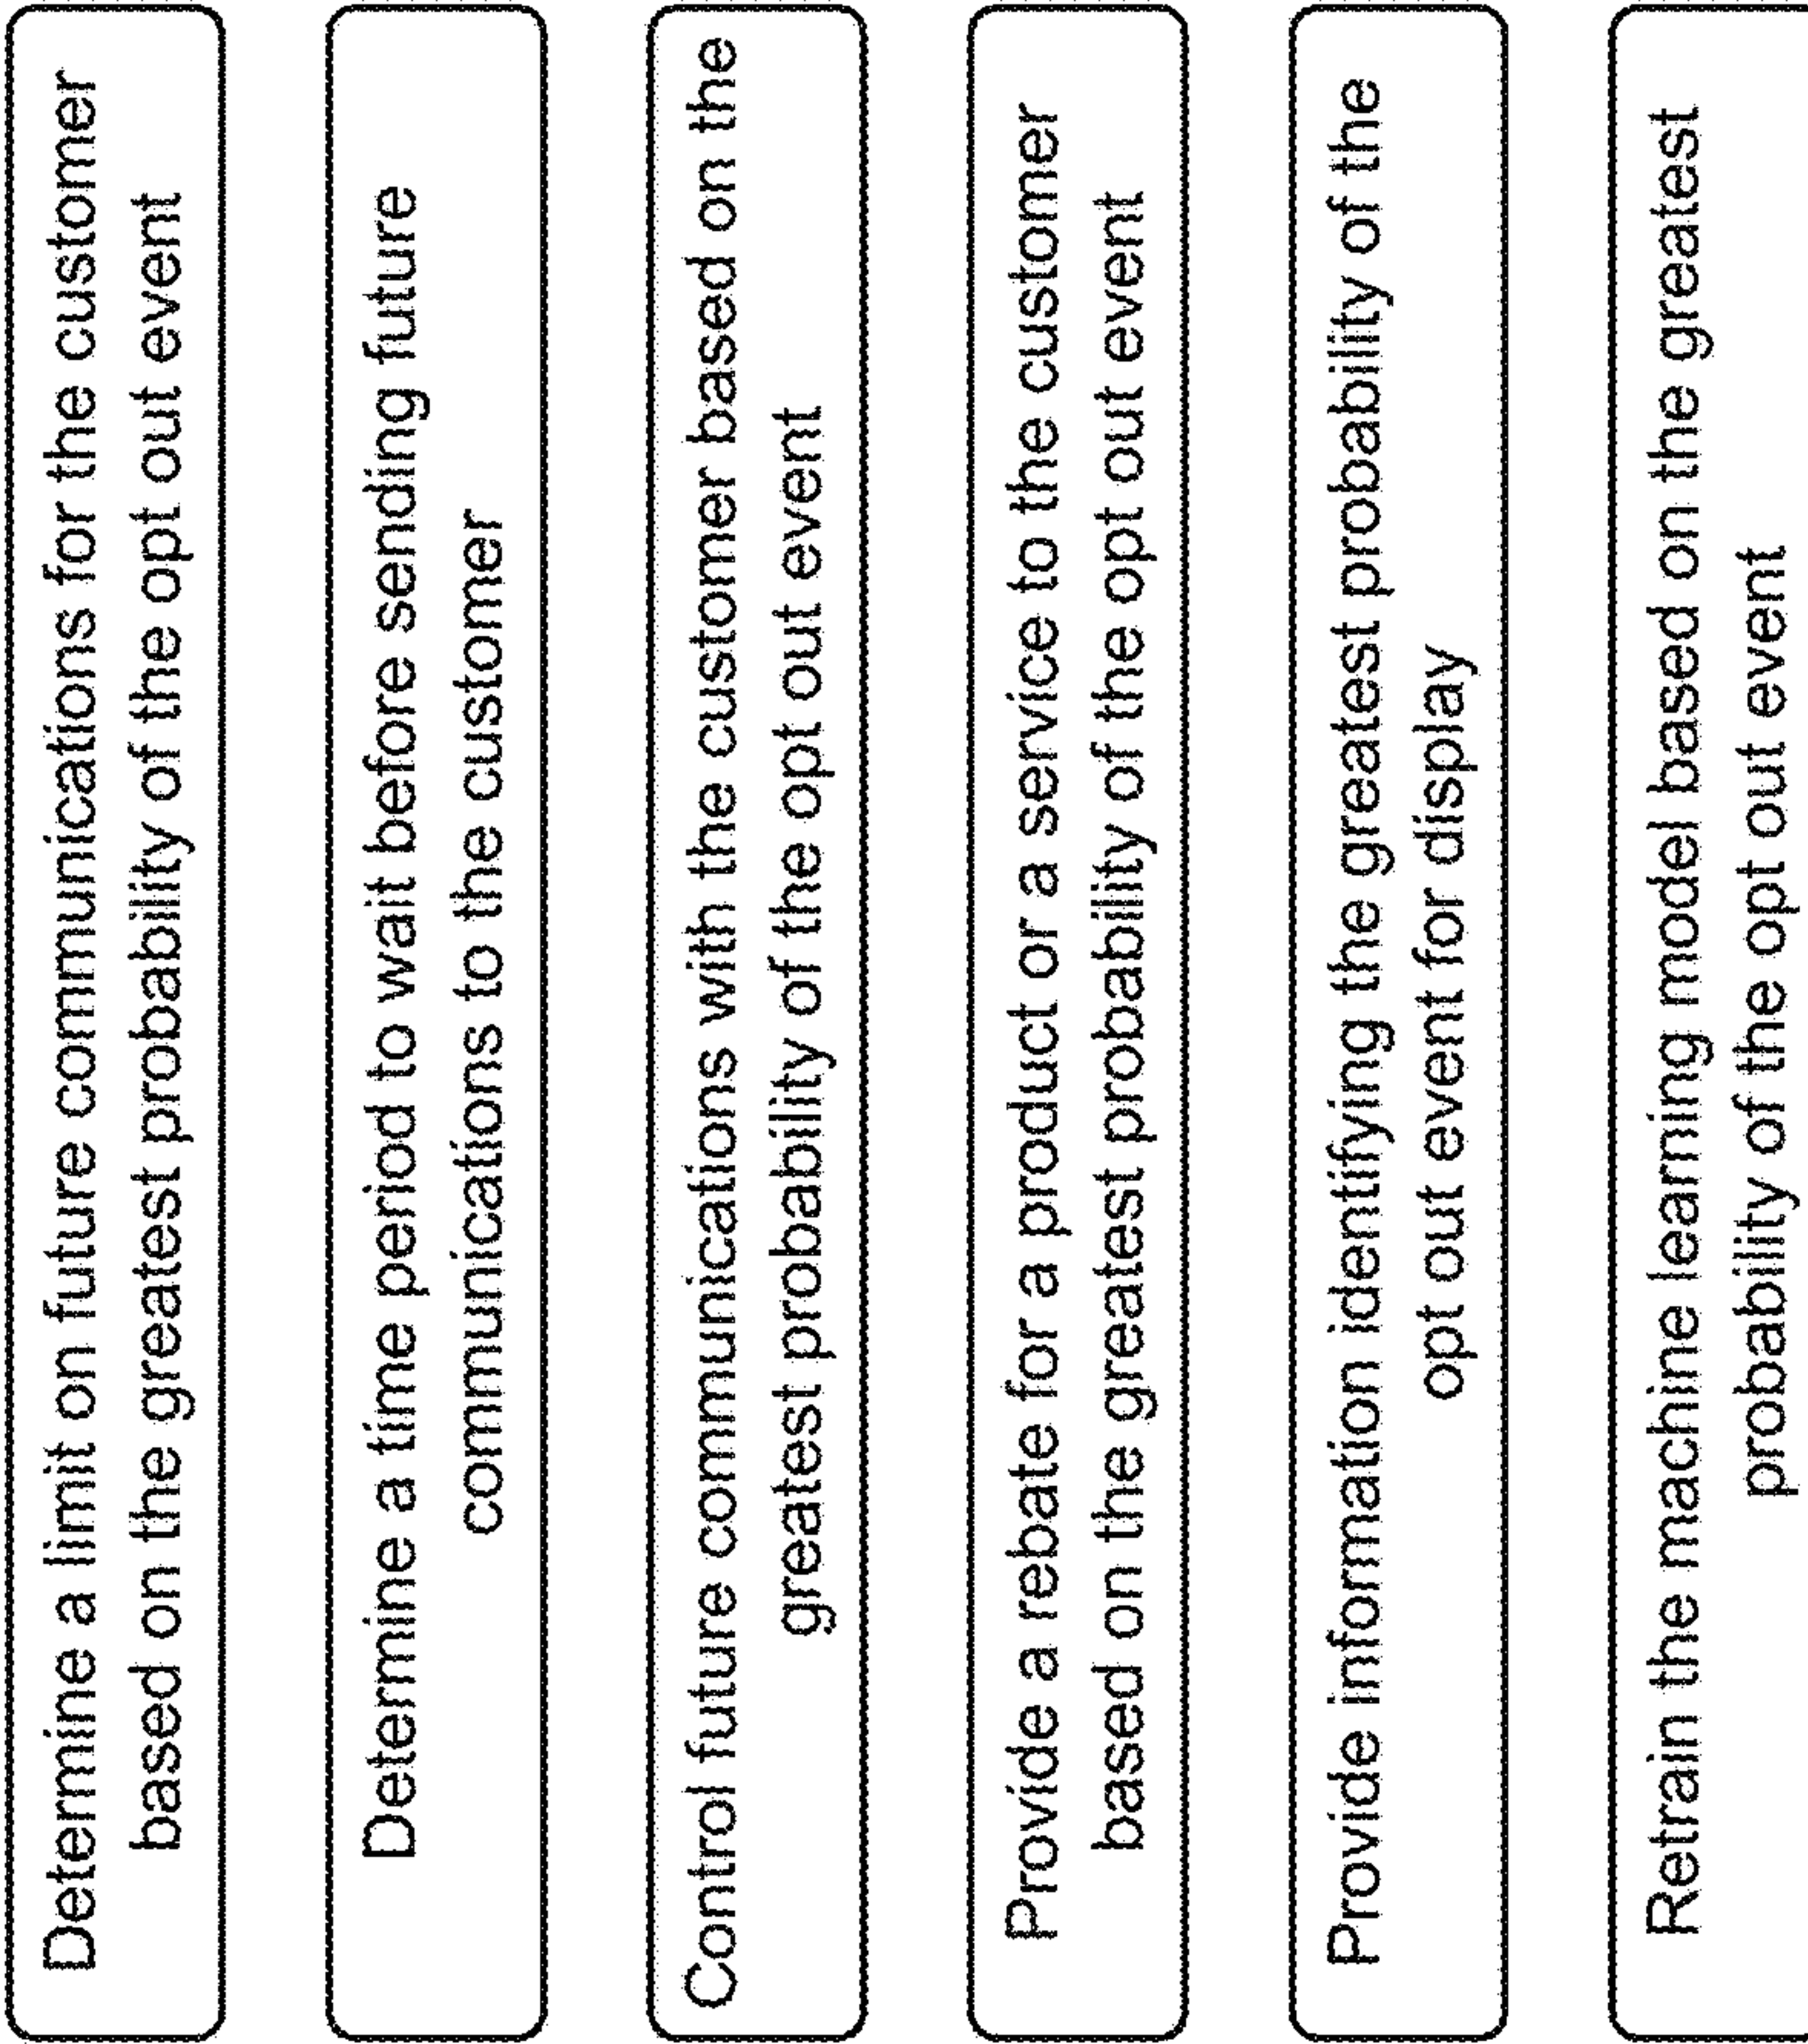 Determine a limit on future communications for the customer
based on the greatest probability of the opt out event
Determine a time period to wait before sending future
communications to the customer
Control future communications with the customer based on the
greatest probability of the opt out event
Provide a rebate for a product or a service to the customer
based on the greatest probability of the opt out event
Provide information identifying the greatest probability of the
opt out event for display
Retrain the machine learning model based on the greatest
probability of the opt out event